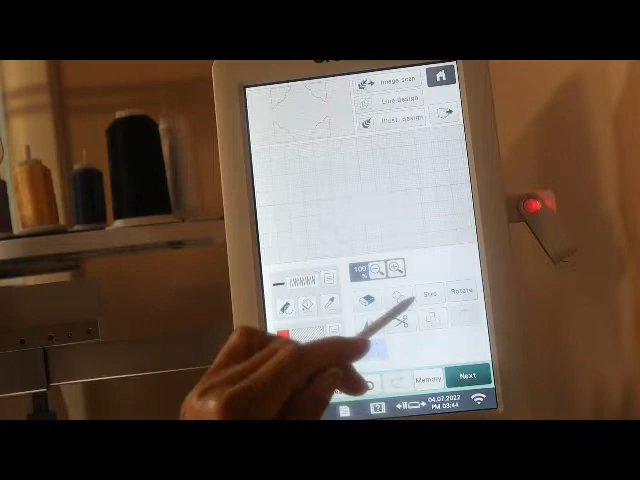 Image scan
Line design
Illust. design
100
%
Size
Rotate
Memory
Next
04.07.2022
PM 03:44